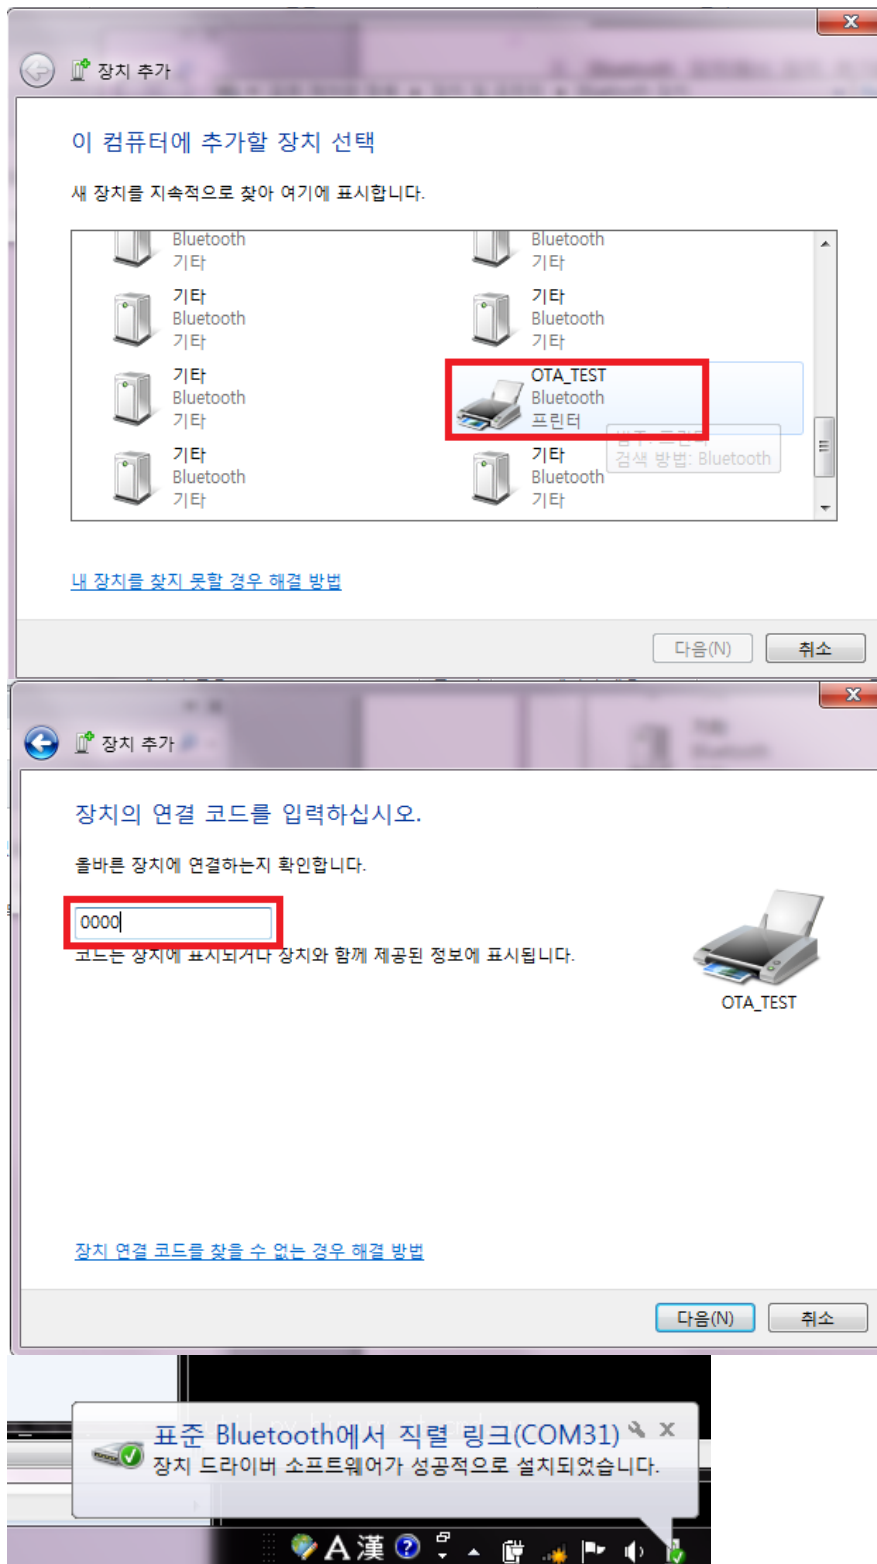 장치 추가
이 컴퓨터에 추가할 장치 선택
새 장치를 지속적으로 찾아 여기에 표시합니다.
Bluetooth
기타
Bluetooth
기타
기타
Bluetooth
기타
기타
Bluetooth
기타
기타
Bluetooth
기타
OTA_TEST
Bluetooth
프린터
검색 방법: Bluetooth
기타
Bluetooth
기타
기타
Bluetooth
기타
내 장치를 찾지 못할 경우 해결 방법
다음(N)
취소
장치 추가
장치의 연결 코드를 입력하십시오.
올바른 장치에 연결하는지 확인합니다.
0000
코드는 장치에 표시되거나 장치와 함께 제공된 정보에 표시됩니다.
OTA_TEST
장치 연결 코드를 찾을 수 없는 경우 해결 방법
다음(N)
취소
표준 Bluetooth에서 직렬 링크(COM31)
장치 드라이버 소프트웨어가 성공적으로 설치되었습니다.
A 漢